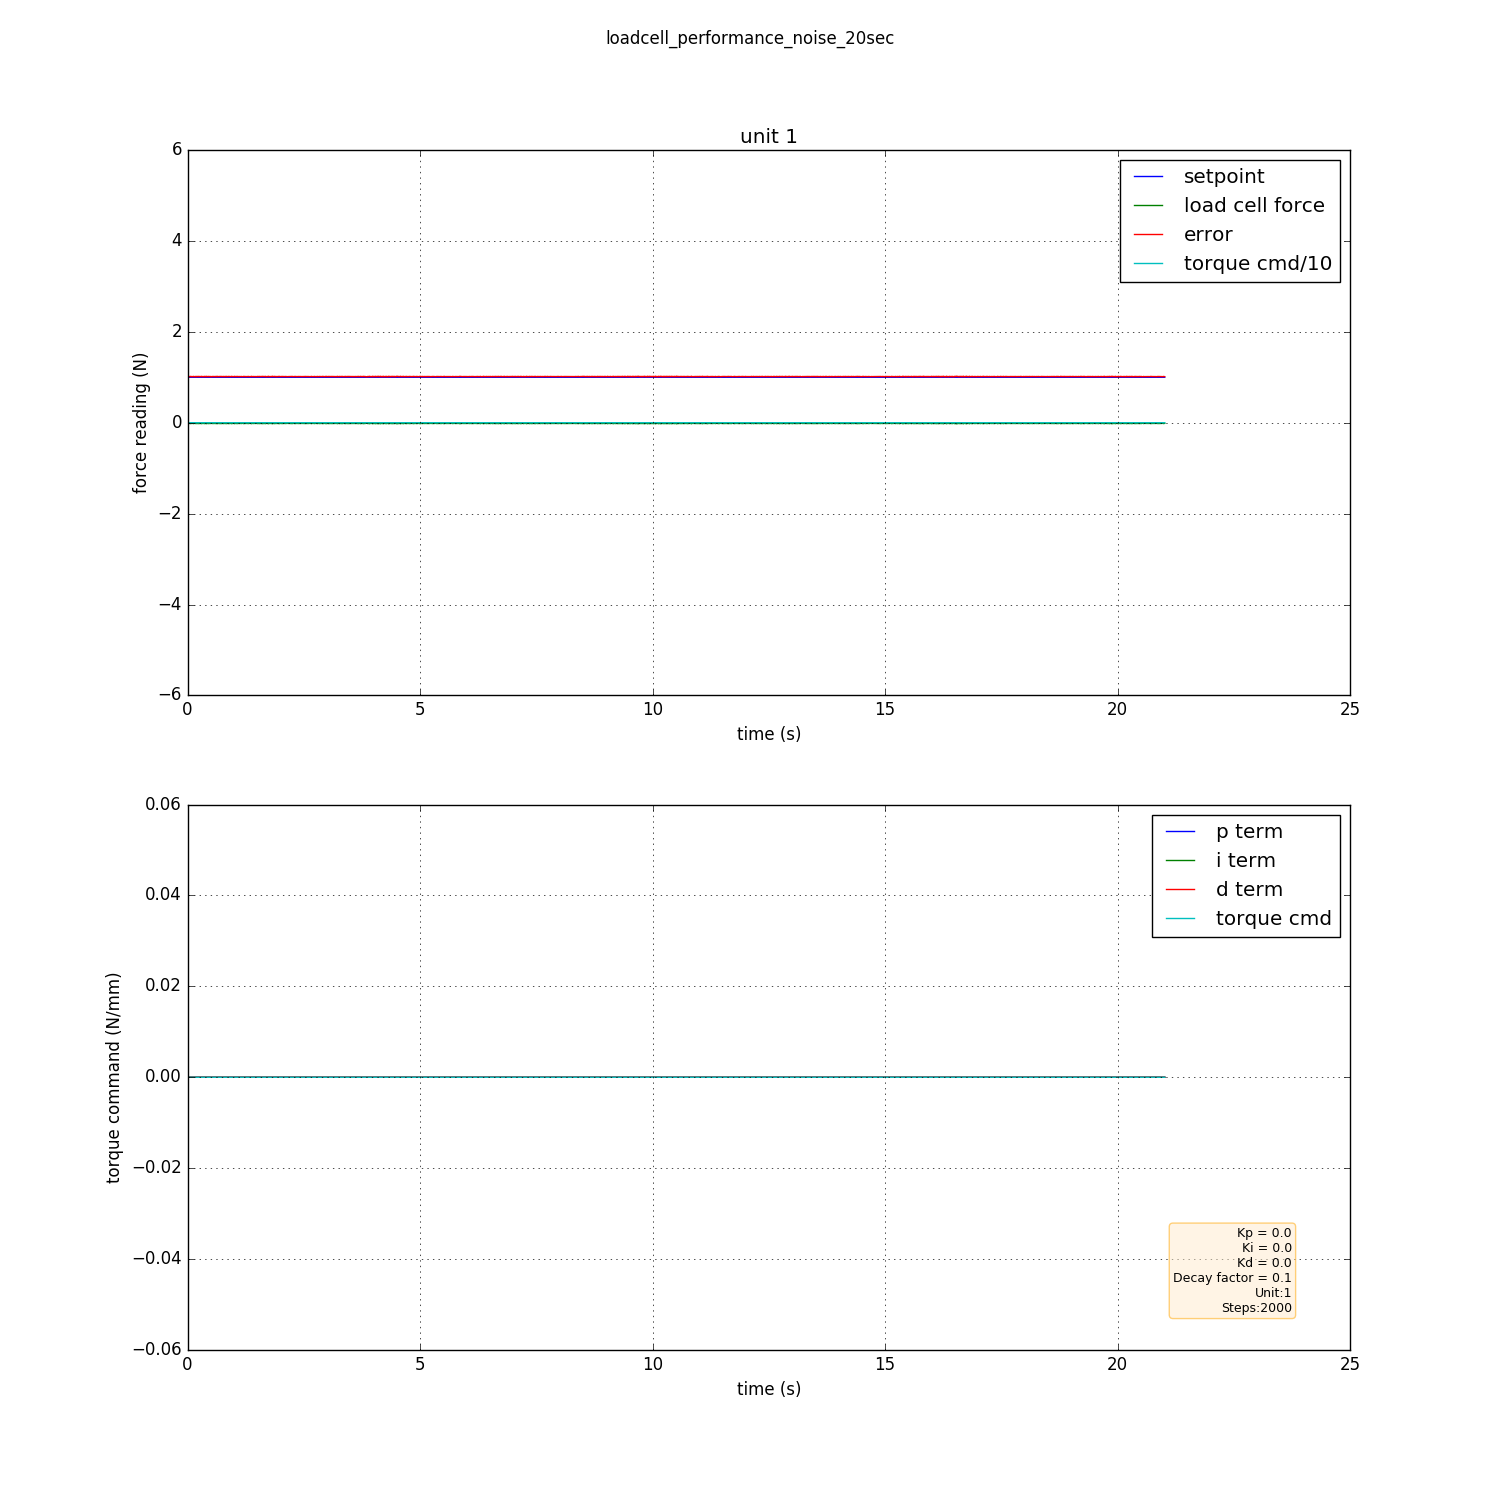 loadcell_performance_noise_20sec
unit 1
6
4
2
0
−2
−4
−6
force reading (N)
setpoint
load cell force
error
torque cmd/10
0 5 10 15 20 25
time (s)
0.06
0.04
0.02
0.00
−0.02
−0.04
−0.06
torque command (N/mm)
p term
i term
d term
torque cmd
Kp = 0.0
Ki = 0.0
Kd = 0.0
Decay factor = 0.1
Unit:1
Steps:2000
0 5 10 15 20 25
time (s)